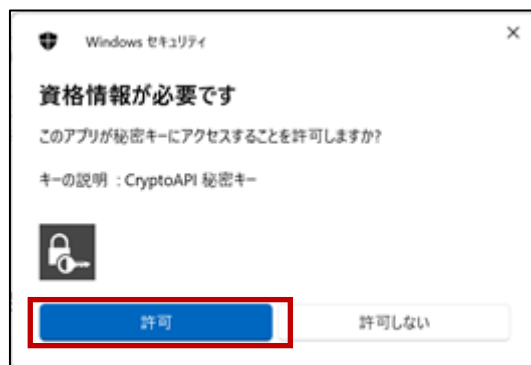 Windows セキュリティ
資格情報が必要です
このアプリが秘密キーにアクセスすることを許可しますか?
キーの説明 : CryptoAPI 秘密キー
許可
許可しない